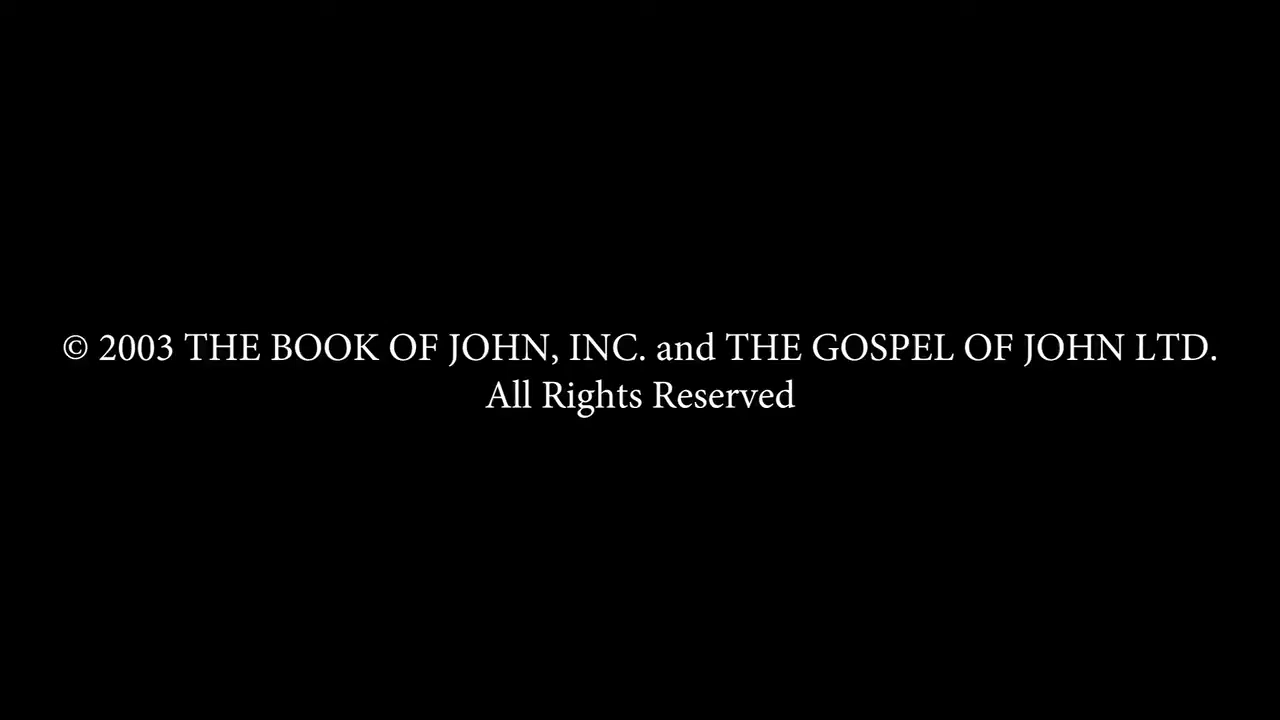 © 2003 THE BOOK OF JOHN, INC. and THE GOSPEL OF JOHN LTD.
All Rights Reserved